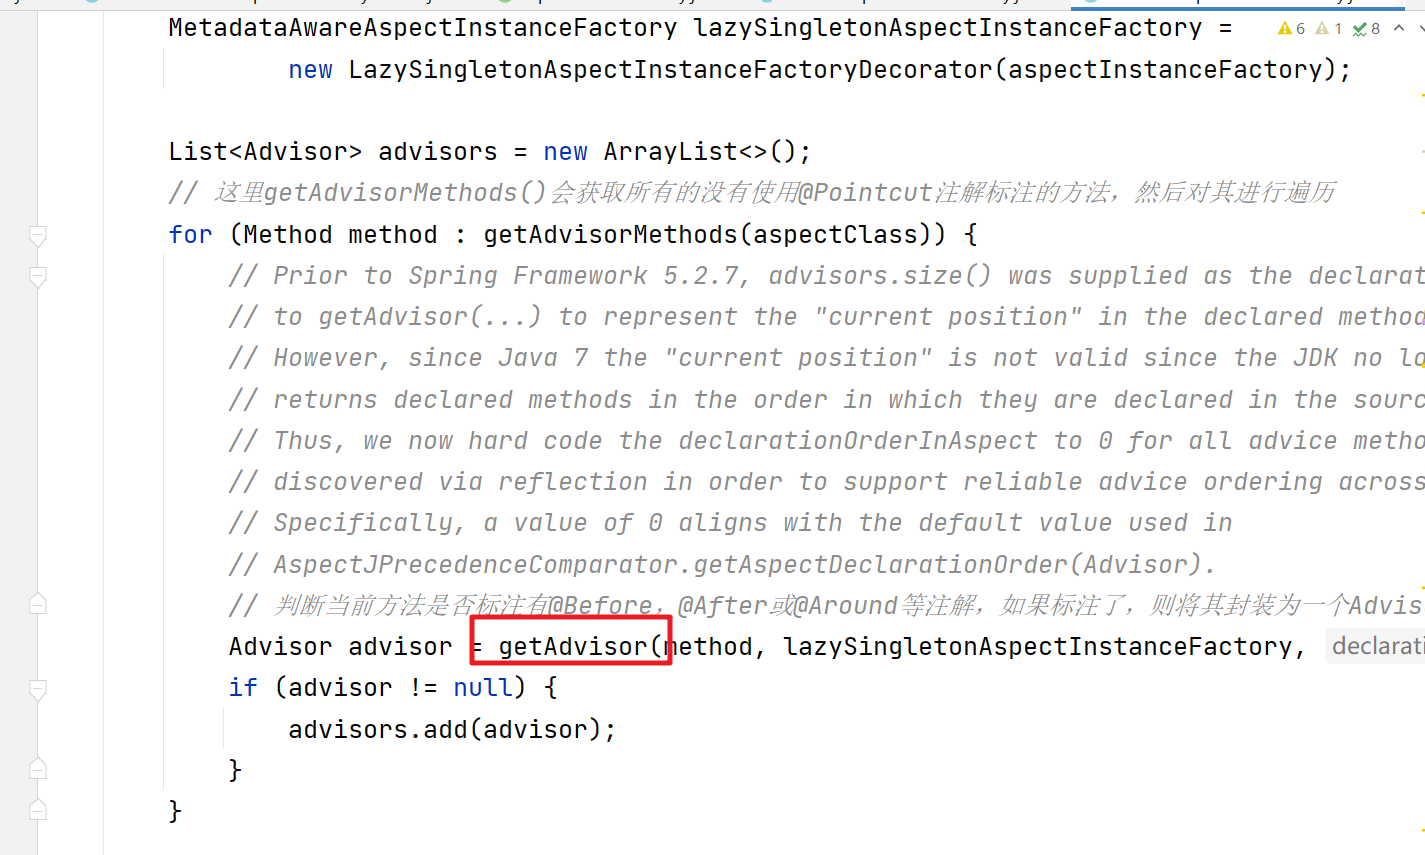 MetadataAwareAspectInstanceFactory lazySingletonAspectInstanceFactory =
6 1 8
new LazySingletonAspectInstanceFactoryDecorator(aspectInstanceFactory);
List<Advisor> advisors = new ArrayList<>();
// 这里getAdvisorMethods()会获取所有的没有使用@Pointcut注解标注的方法，然后对其进行遍历
for (Method method : getAdvisorMethods(aspectClass)) {
// Prior to Spring Framework 5.2.7, advisors.size() was supplied as the declarat
// to getAdvisor(...) to represent the "current position" in the declared method
// However, since Java 7 the "current position" is not valid since the JDK no lo
// returns declared methods in the order in which they are declared in the sourc
// Thus, we now hard code the declarationOrderInAspect to 0 for all advice metho
// discovered via reflection in order to support reliable advice ordering across
// Specifically, a value of 0 aligns with the default value used in
// AspectJPrecedenceComparator.getAspectDeclarationOrder(Advisor).
// 判断当前方法是否标注有@Before，@After或@Around等注解，如果标注了，则将其封装为一个Advis
Advisor advisor = getAdvisor(method, lazySingletonAspectInstanceFactory, declarati
if (advisor != null) {
advisors.add(advisor);
}
}